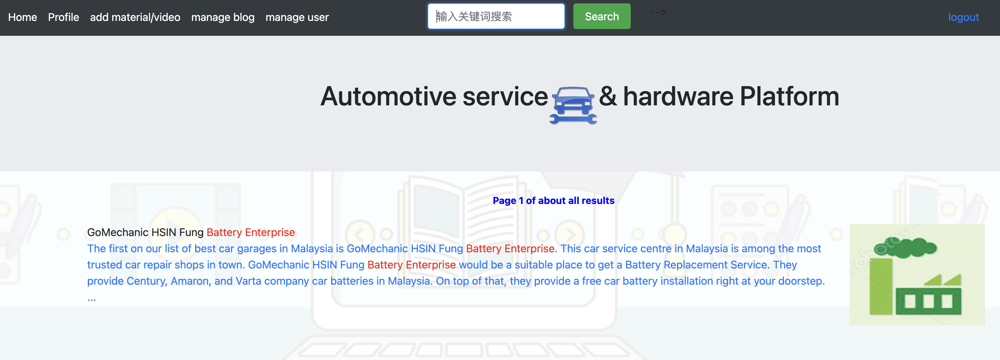 Home Profile add material/video manage blog manage user 输入关键词搜索 Search --> logout
Automotive service & hardware Platform
Page 1 of about all results
GoMechanic HSIN Fung Battery Enterprise
The first on our list of best car garages in Malaysia is GoMechanic HSIN Fung Battery Enterprise. This car service centre in Malaysia is among the most
trusted car repair shops in town. GoMechanic HSIN Fung Battery Enterprise would be a suitable place to get a Battery Replacement Service. They
provide Century, Amaron, and Varta company car batteries in Malaysia. On top of that, they provide a free car battery installation right at your doorstep.
...